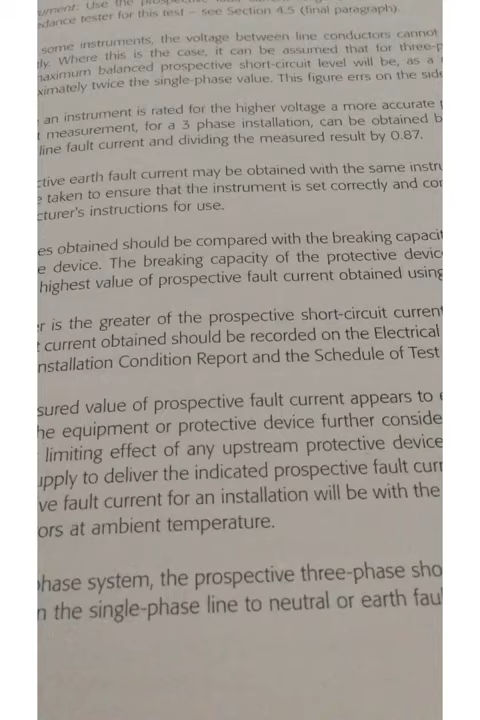 ument: Use the prospe
edance tester for this test – see Section 4.5 (final paragraph).
some instruments, the voltage between line conductors cannot
ly. Where this is the case, it can be assumed that for three-p
naximum balanced prospective short-circuit level will be, as a
ximately twice the single-phase value. This figure errs on the side
an instrument is rated for the higher voltage a more accurate
t measurement, for a 3 phase installation, can be obtained b
line fault current and dividing the measured result by 0.87.
ctive earth fault current may be obtained with the same instru
e taken to ensure that the instrument is set correctly and cor
cturer's instructions for use.
es obtained should be compared with the breaking capacit
e device. The breaking capacity of the protective device
highest value of prospective fault current obtained using
er is the greater of the prospective short-circuit current
t current obtained should be recorded on the Electrical
nstallation Condition Report and the Schedule of Test
sured value of prospective fault current appears to e
he equipment or protective device further conside
limiting effect of any upstream protective device
upply to deliver the indicated prospective fault curr
ve fault current for an installation will be with the
ors at ambient temperature.
phase system, the prospective three-phase sho
n the single-phase line to neutral or earth faul